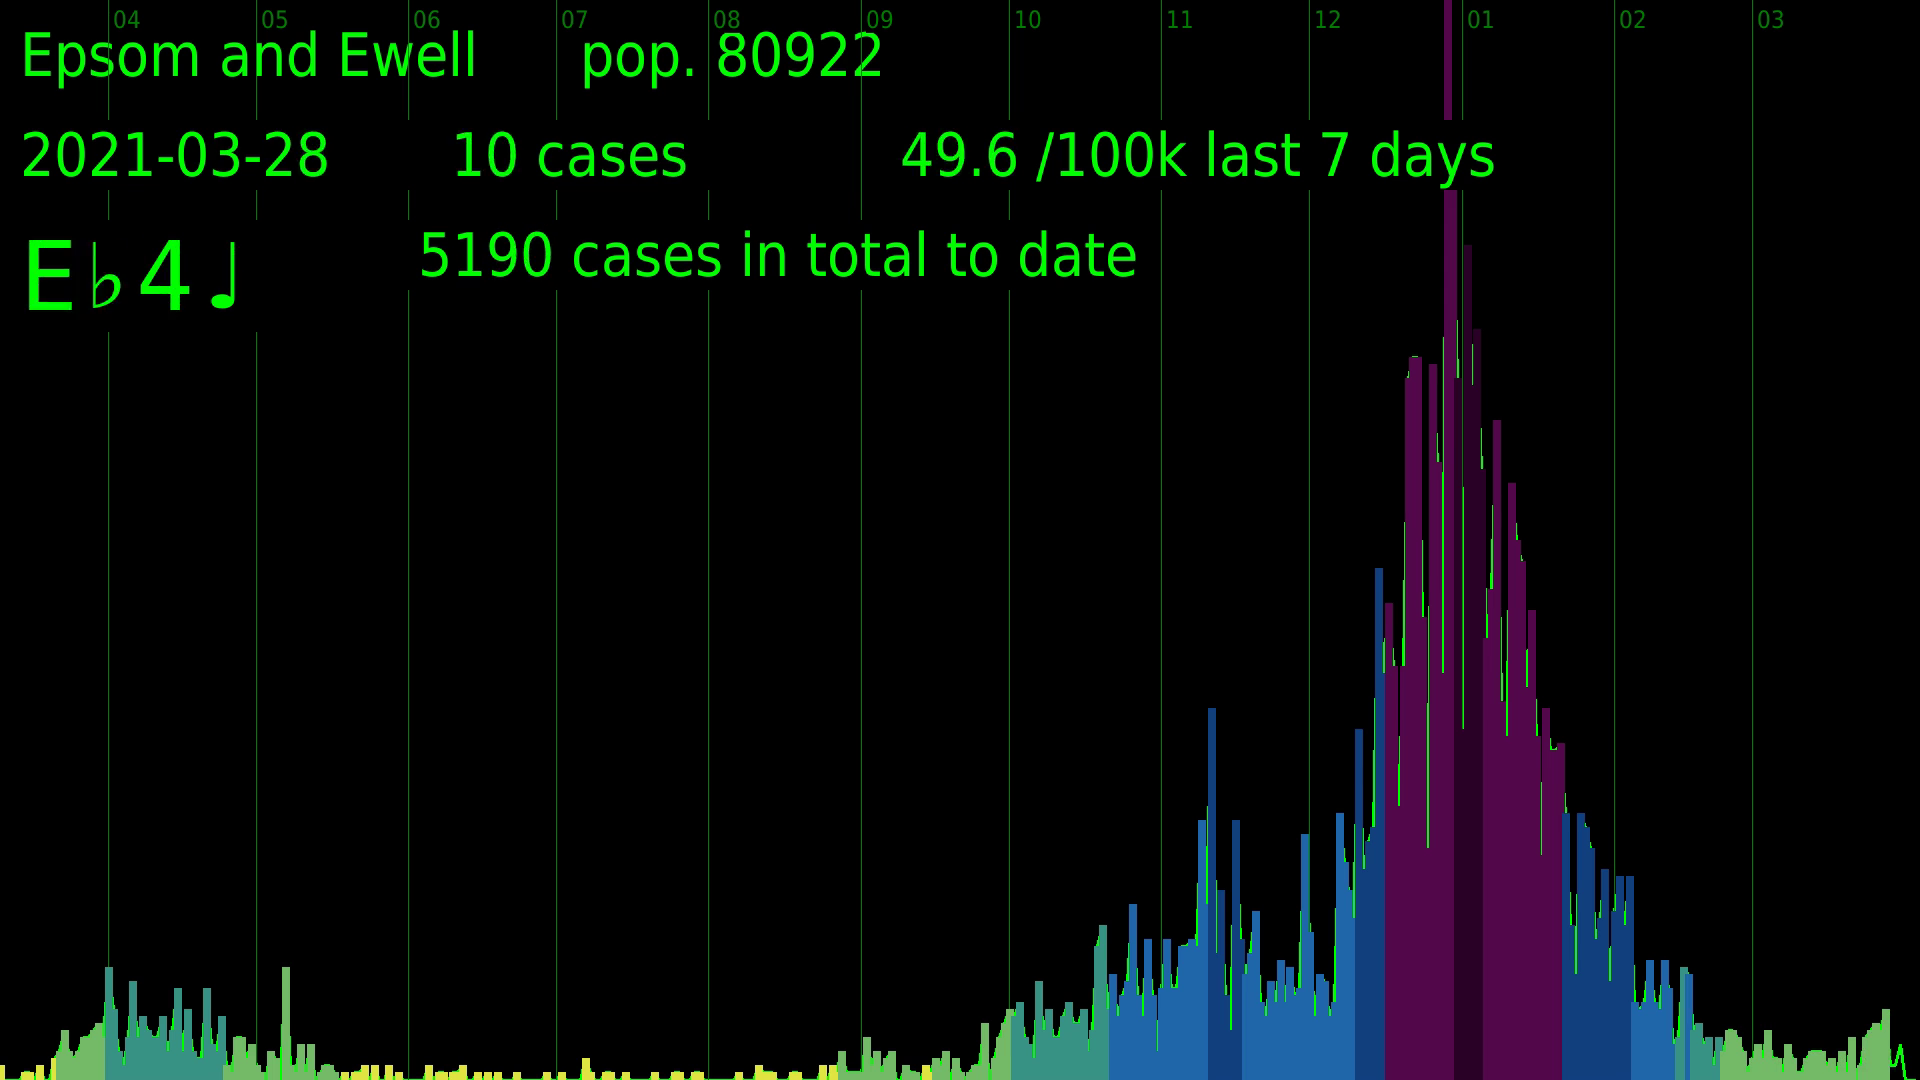 04 05 06 07 08 09 10 11 12 01 02 03
Epsom and Ewell pop. 80922
2021-03-28 10 cases 49.6 /100k last 7 days
E♭4♩ 5190 cases in total to date